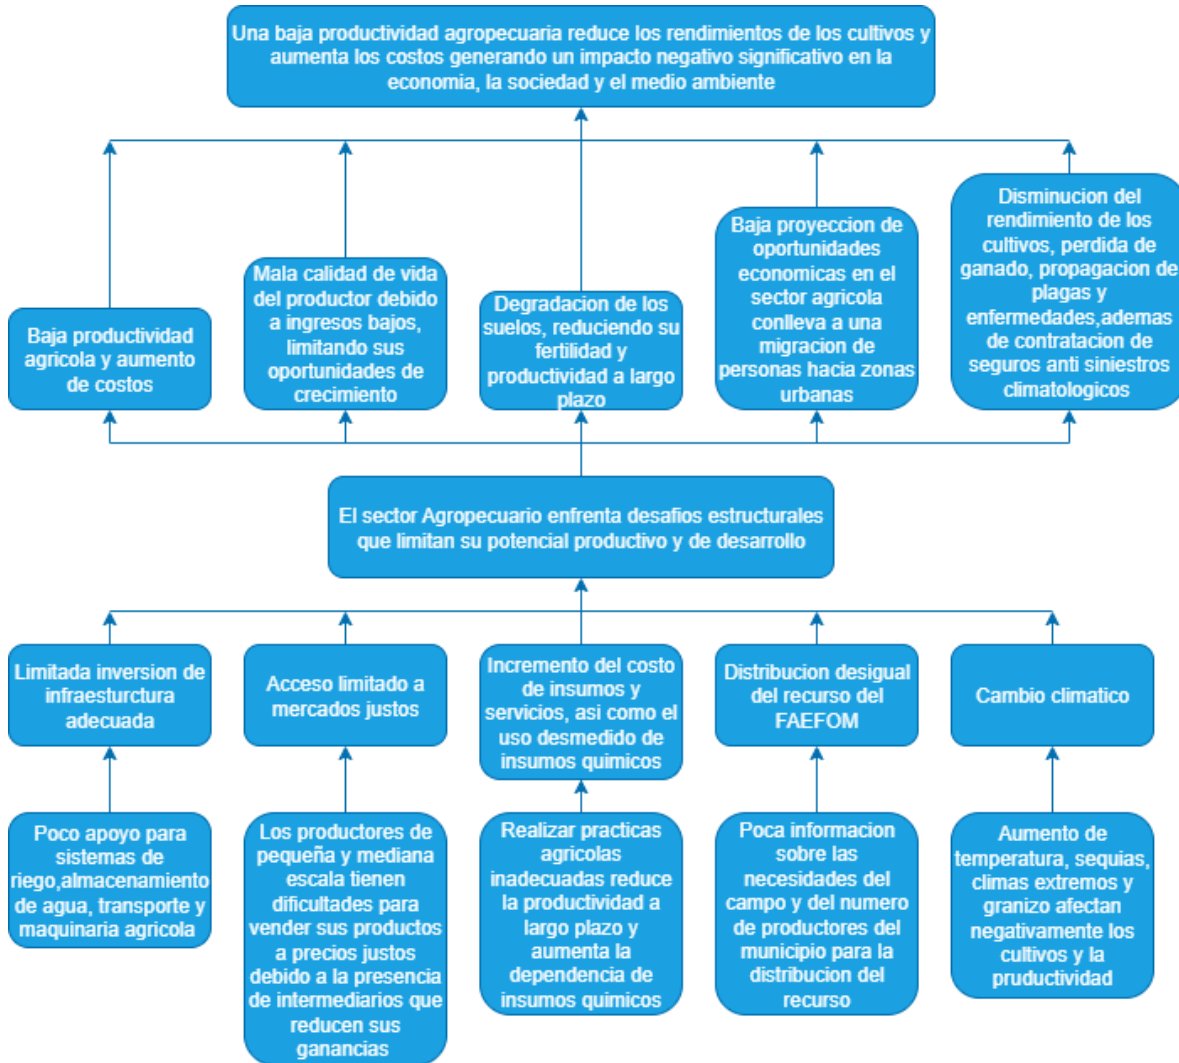 Una baja productividad agropecuaria reduce los rendimientos de los cultivos y
aumenta los costos generando un impacto negativo significativo en la
economia, la sociedad y el medio ambiente
Baja productividad
agricola y aumento
de costos
Mala calidad de vida
del productor debido
a ingresos bajos,
limitando sus
oportunidades de
crecimiento
Degradacion de los
suelos, reduciendo su
fertilidad y
productividad a largo
plazo
Baja proyeccion de
oportunidades
economicas en el
sector agricola
conlleva a una
migracion de
personas hacia zonas
urbanas
Disminucion del
rendimiento de los
cultivos, perdida de
ganado, propagacion de
plagas y
enfermedades,ademas
de contratacion de
seguros anti siniestros
climatologicos
El sector Agropecuario enfrenta desafios estructurales
que limitan su potencial productivo y de desarrollo
Limitada inversion de
infraesturctura
adecuada
Acceso limitado a
mercados justos
Incremento del costo
de insumos y
servicios, asi como el
uso desmedido de
insumos quimicos
Distribucion desigual
del recurso del
FAEFOM
Cambio climatico
Poco apoyo para
sistemas de
riego,almacenamiento
de agua, transporte y
maquinaria agricola
Los productores de
pequeña y mediana
escala tienen
dificultades para
vender sus productos
a precios justos
debido a la presencia
de intermediarios que
reducen sus
ganancias
Realizar practicas
agricolas
inadecuadas reduce
la productividad a
largo plazo y
aumenta la
dependencia de
insumos quimicos
Poca informacion
sobre las
necesidades del
campo y del numero
de productores del
municipio para la
distribucion del
recurso
Aumento de
temperatura, sequias,
climas extremos y
granizo afectan
negativamente los
cultivos y la
pruductividad